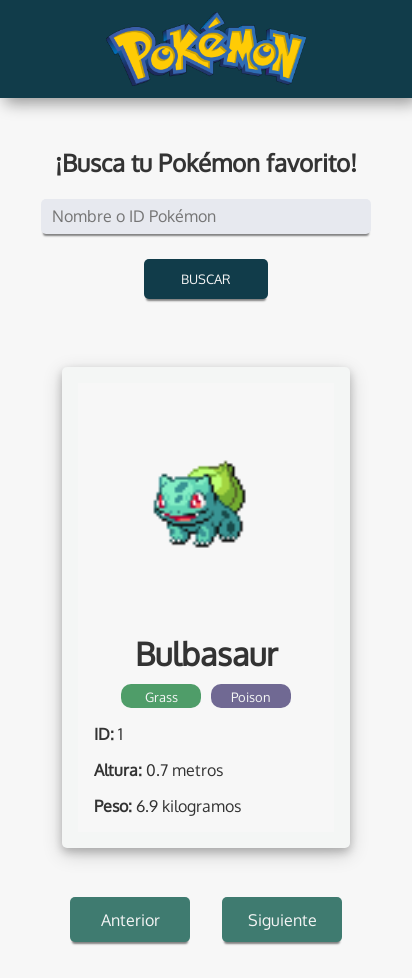 POKéMON
¡Busca tu Pokémon favorito!
Nombre o ID Pokémon
BUSCAR
Bulbasaur
Grass Poison
ID: 1
Altura: 0.7 metros
Peso: 6.9 kilogramos
Anterior Siguiente